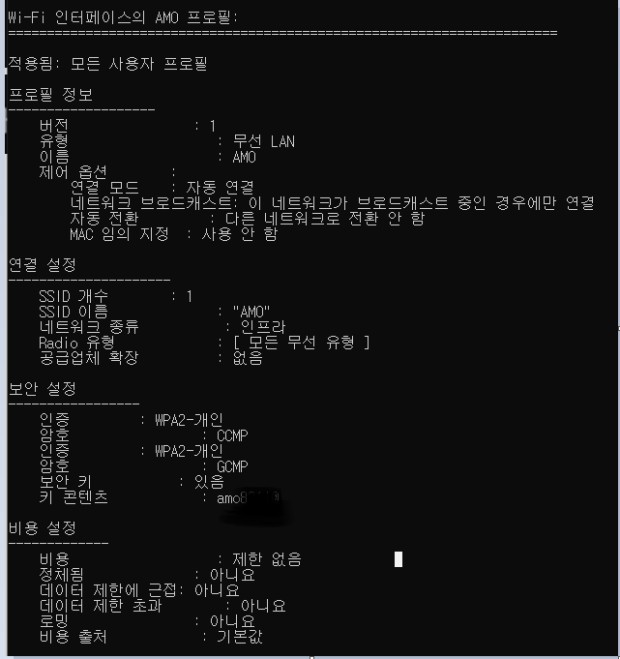 Wi-Fi 인터페이스의 AMO 프로필:
=======================================================================
적용됨: 모든 사용자 프로필
프로필 정보
-------------------
버전 : 1
유형 : 무선 LAN
이름 : AMO
제어 옵션 :
연결 모드 : 자동 연결
네트워크 브로드캐스트: 이 네트워크가 브로드캐스트 중인 경우에만 연결
자동 전환 : 다른 네트워크로 전환 안 함
MAC 임의 지정 : 사용 안 함
연결 설정
---------------------
SSID 개수 : 1
SSID 이름 : "AMO"
네트워크 종류 : 인프라
Radio 유형 : [ 모든 무선 유형 ]
공급업체 확장 : 없음
보안 설정
-----------------
인증 : WPA2-개인
암호 : CCMP
인증 : WPA2-개인
암호 : GCMP
보안 키 : 있음
키 콘텐츠 :
비용 설정
-------------
비용 : 제한 없음
정체됨 : 아니요
데이터 제한에 근접: 아니요
데이터 제한 초과 : 아니요
로밍 : 아니요
비용 출처 : 기본값